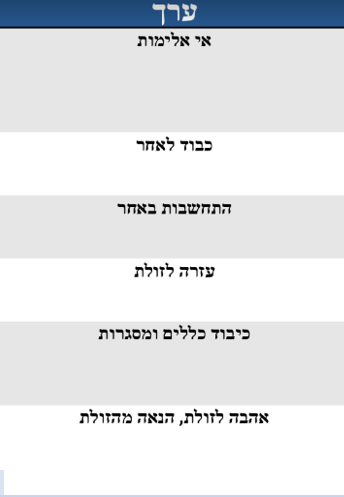 ערך
אי אלימות
כבוד לאחר
התחשבות באחר
עזרה לזולת
כיבוד כללים ומסגרות
אהבה לזולת, הנאה מהזולת